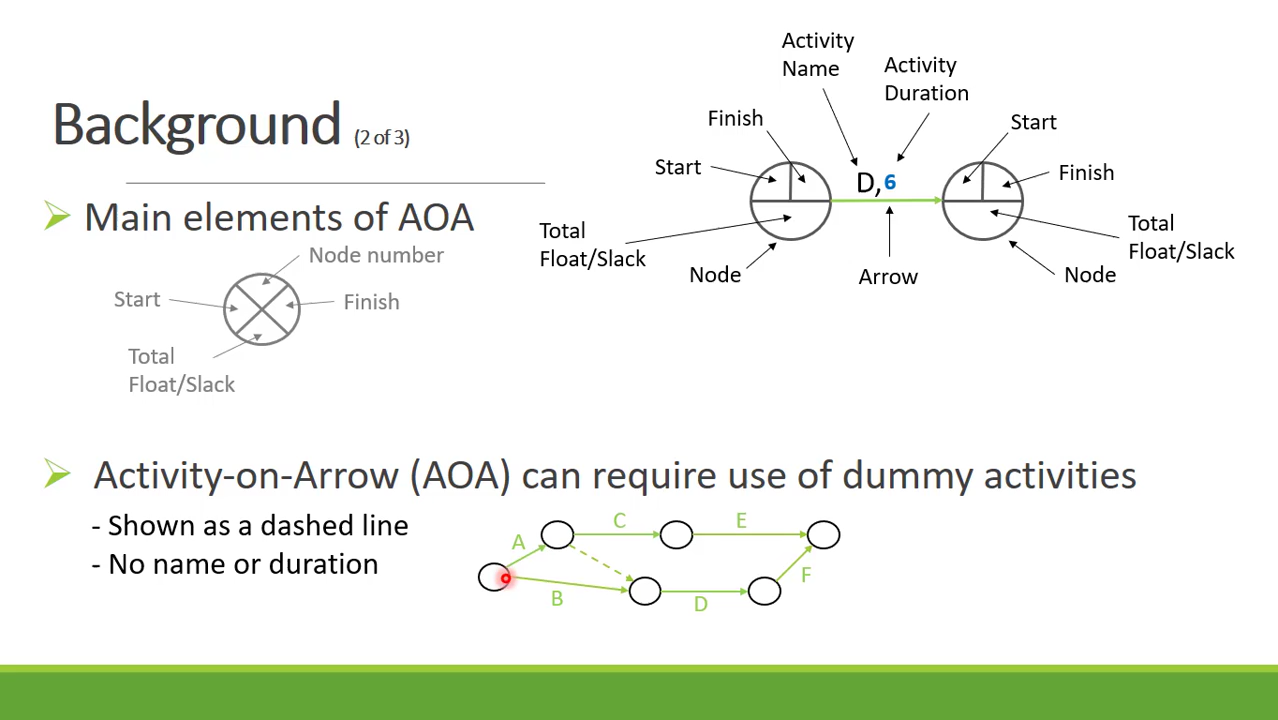 Background (2 of 3)
Main elements of AOA
Node number
Start
Finish
Total
Float/Slack
Activity
Name
Activity
Duration
Finish
Start
Start
Finish
D, 6
Total
Float/Slack
Total
Float/Slack
Node
Arrow
Node
Activity-on-Arrow (AOA) can require use of dummy activities
- Shown as a dashed line
- No name or duration
A
C
E
B
D
F